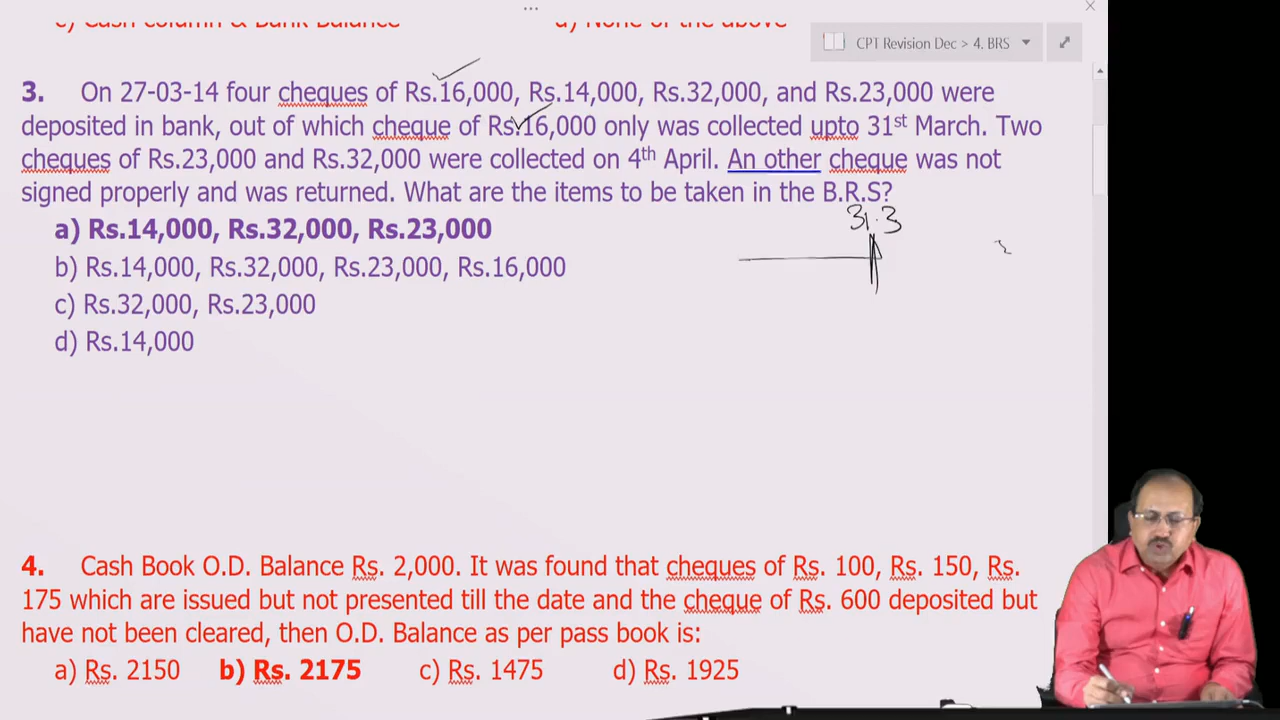 c) Cash column & Bank Balance d) None of the above
CPT Revision Dec > 4. BRS
3. On 27-03-14 four cheques of Rs.16,000, Rs.14,000, Rs.32,000, and Rs.23,000 were
deposited in bank, out of which cheque of Rs.16,000 only was collected upto 31st March. Two
cheques of Rs.23,000 and Rs.32,000 were collected on 4th April. An other cheque was not
signed properly and was returned. What are the items to be taken in the B.R.S?
31.3
a) Rs.14,000, Rs.32,000, Rs.23,000
b) Rs.14,000, Rs.32,000, Rs.23,000, Rs.16,000
c) Rs.32,000, Rs.23,000
d) Rs.14,000
4. Cash Book O.D. Balance Rs. 2,000. It was found that cheques of Rs. 100, Rs. 150, Rs.
175 which are issued but not presented till the date and the cheque of Rs. 600 deposited but
have not been cleared, then O.D. Balance as per pass book is:
a) Rs. 2150 b) Rs. 2175 c) Rs. 1475 d) Rs. 1925